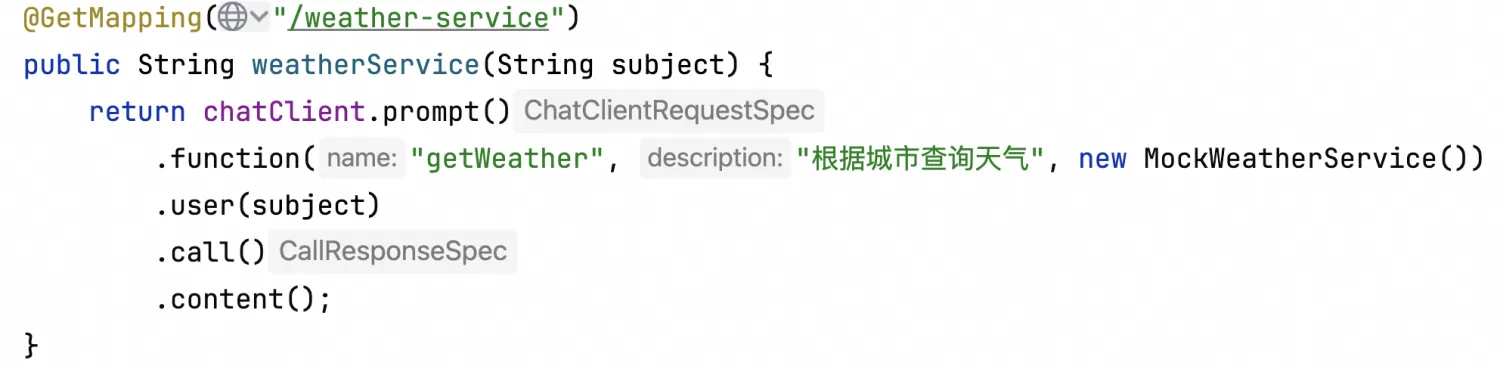 @GetMapping("/weather-service")
public String weatherService(String subject) {
return chatClient.prompt() ChatClientRequestSpec
.function( name: "getWeather", description: "根据城市查询天气", new MockWeatherService())
.user(subject)
.call() CallResponseSpec
.content();
}